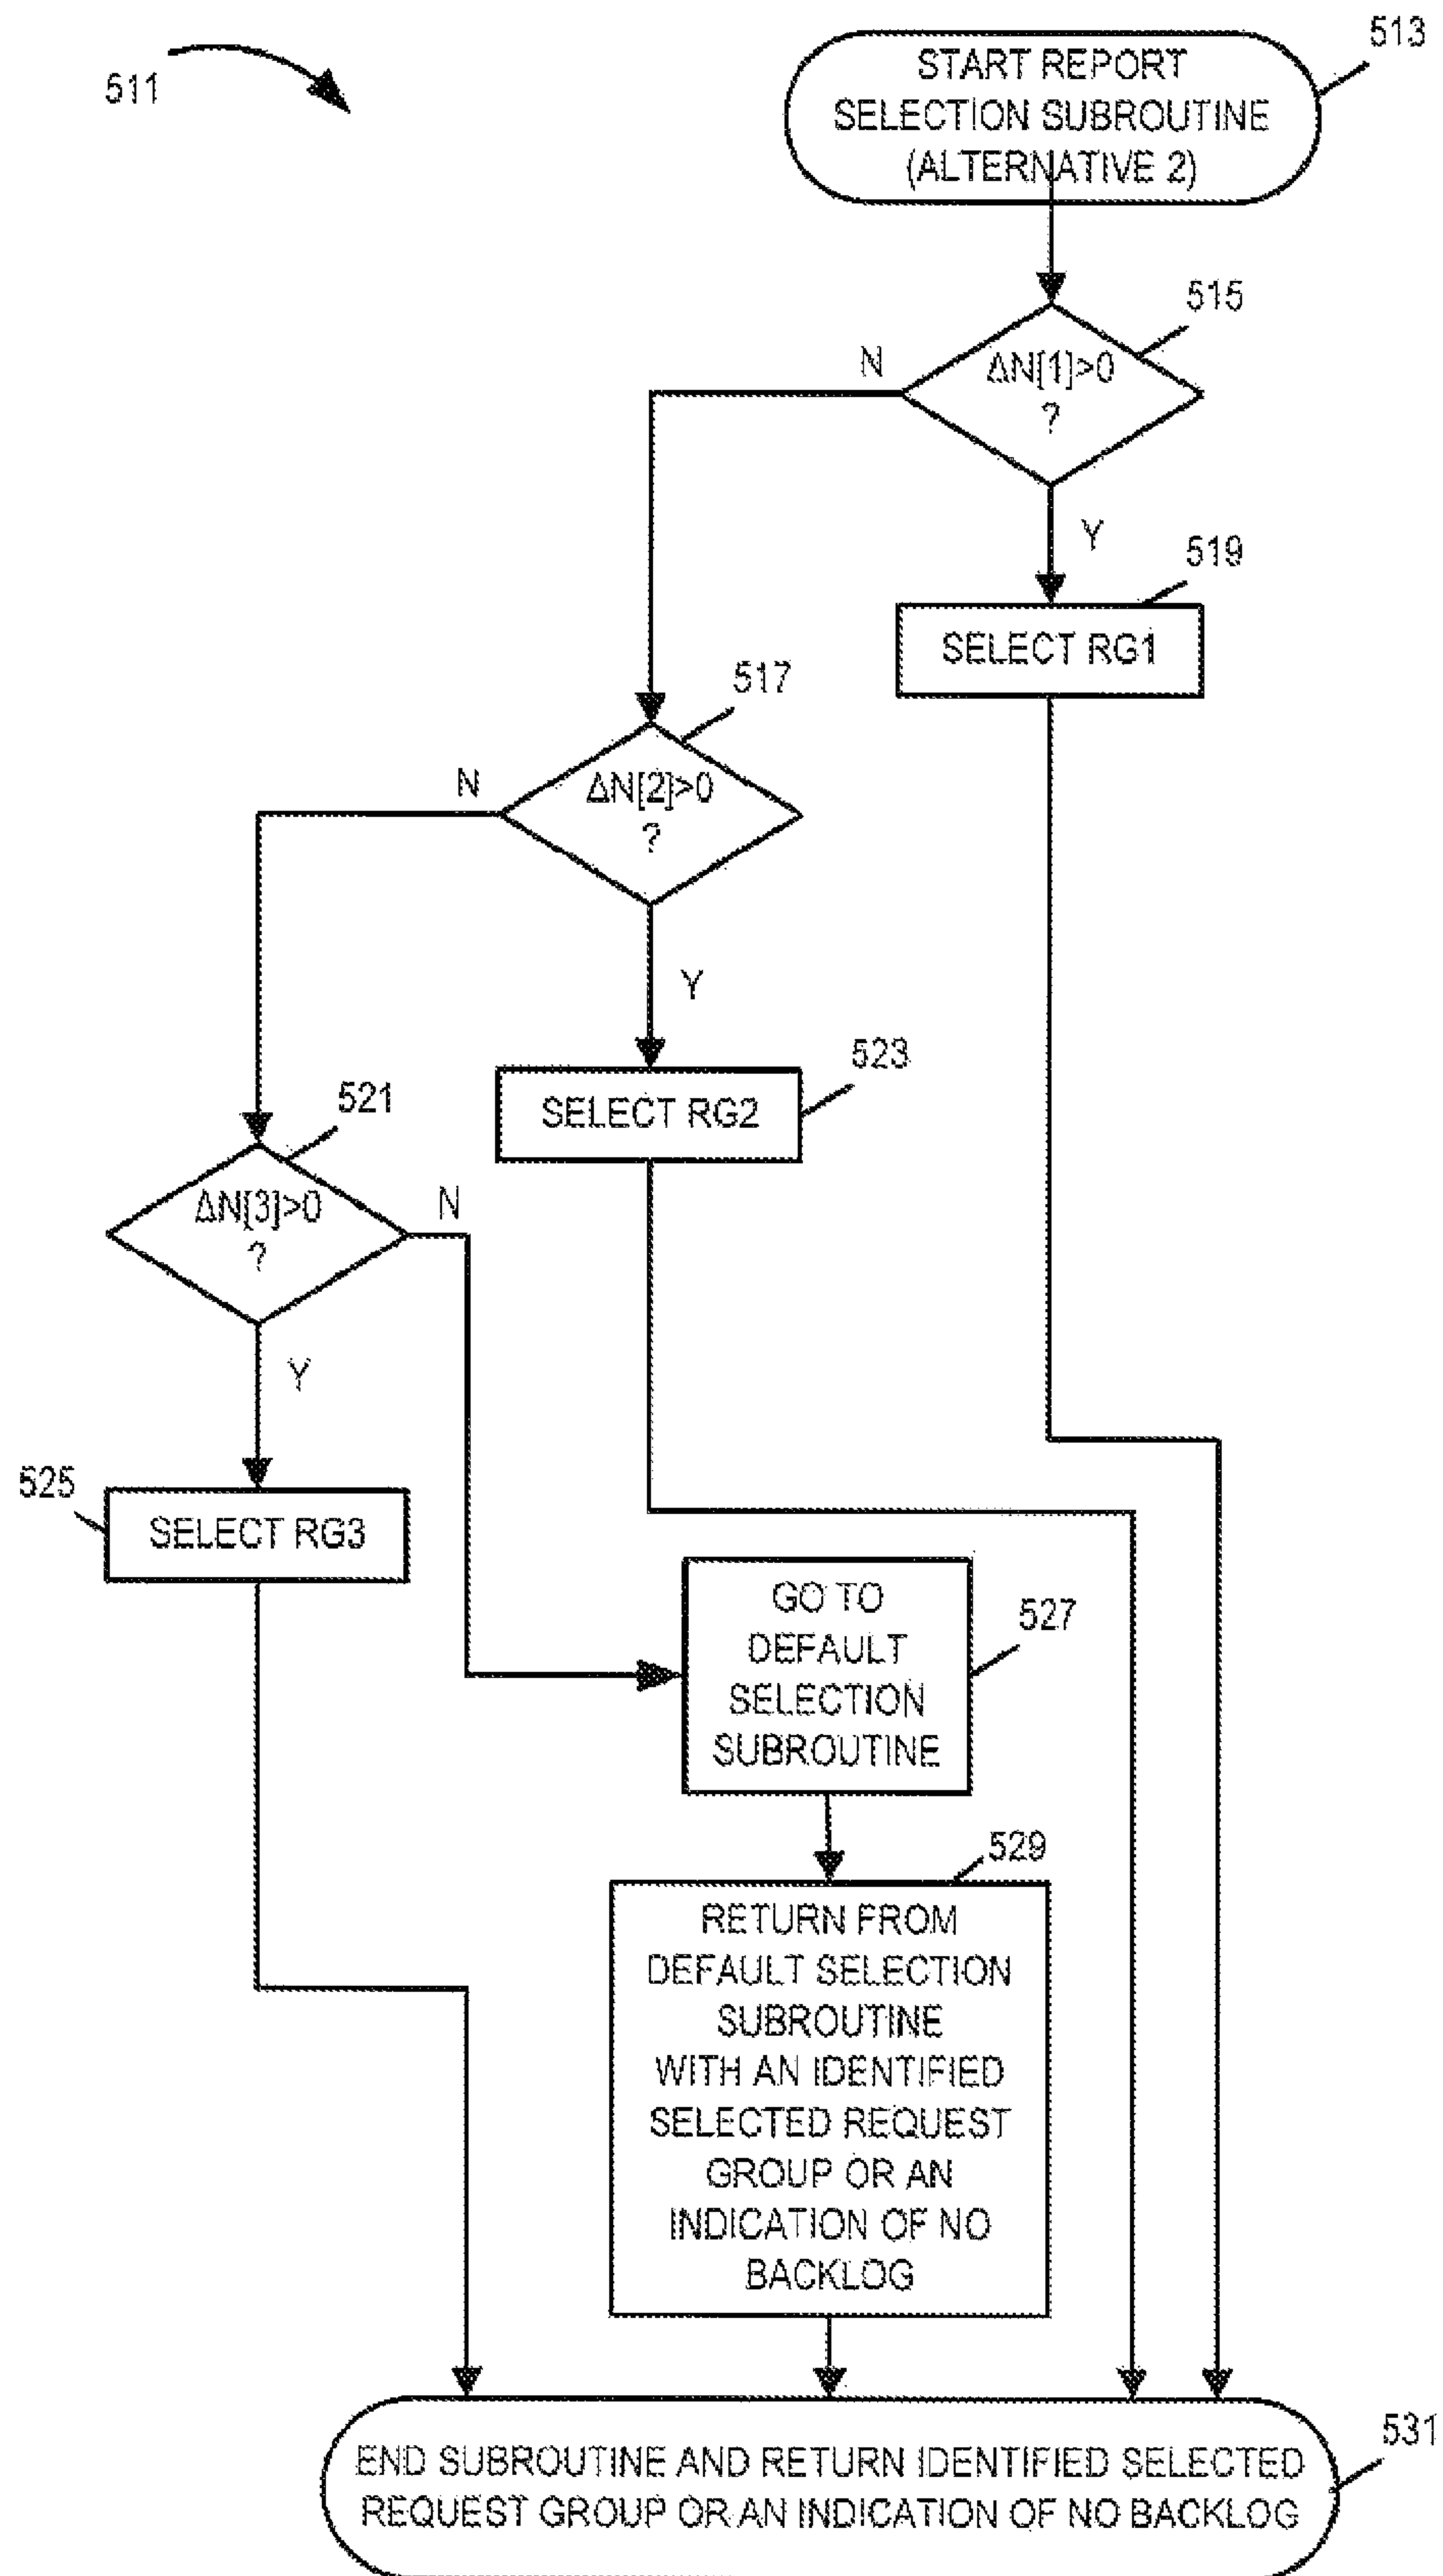 511
START REPORT
SELECTION SUBROUTINE
(ALTERNATIVE 2)
513
515
ΔN[1]>0
?
N
Y
519
SELECT RG1
517
ΔN[2]>0
?
N
Y
523
SELECT RG2
521
ΔN[3]>0
?
N
Y
525
SELECT RG3
GO TO
DEFAULT
SELECTION
SUBROUTINE
527
529
RETURN FROM
DEFAULT SELECTION
SUBROUTINE
WITH AN IDENTIFIED
SELECTED REQUEST
GROUP OR AN
INDICATION OF NO
BACKLOG
531
END SUBROUTINE AND RETURN IDENTIFIED SELECTED
REQUEST GROUP OR AN INDICATION OF NO BACKLOG